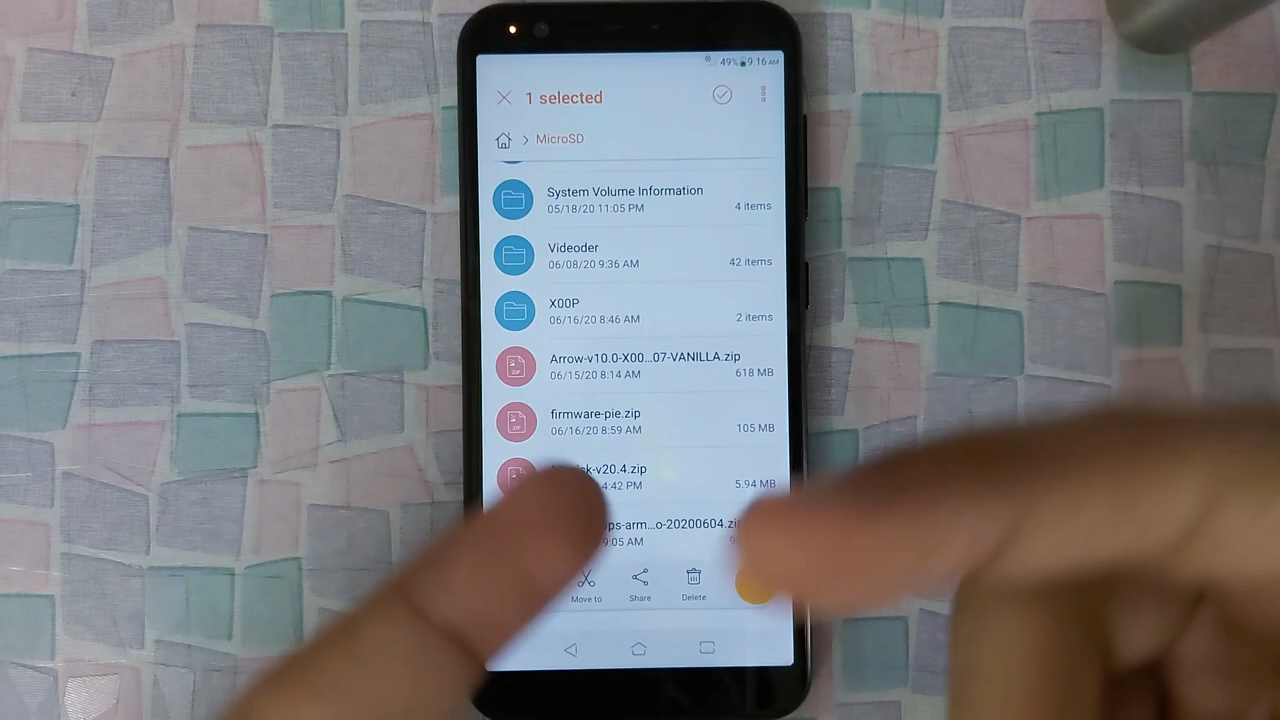 49% 9:16 AM
1 selected
MicroSD
System Volume Information
05/18/20 11:05 PM
4 items
Videoder
06/08/20 9:36 AM
42 items
X00P
06/16/20 8:46 AM
2 items
Arrow-v10.0-X00...07-VANILLA.zip
06/15/20 8:14 AM
618 MB
ZIP
firmware-pie.zip
06/16/20 8:59 AM
105 MB
ZIP
sk-v20.4.zip
4:42 PM
5.94 MB
ps-arm...o-20200604.zi
9:05 AM
Move to
Share
Delete